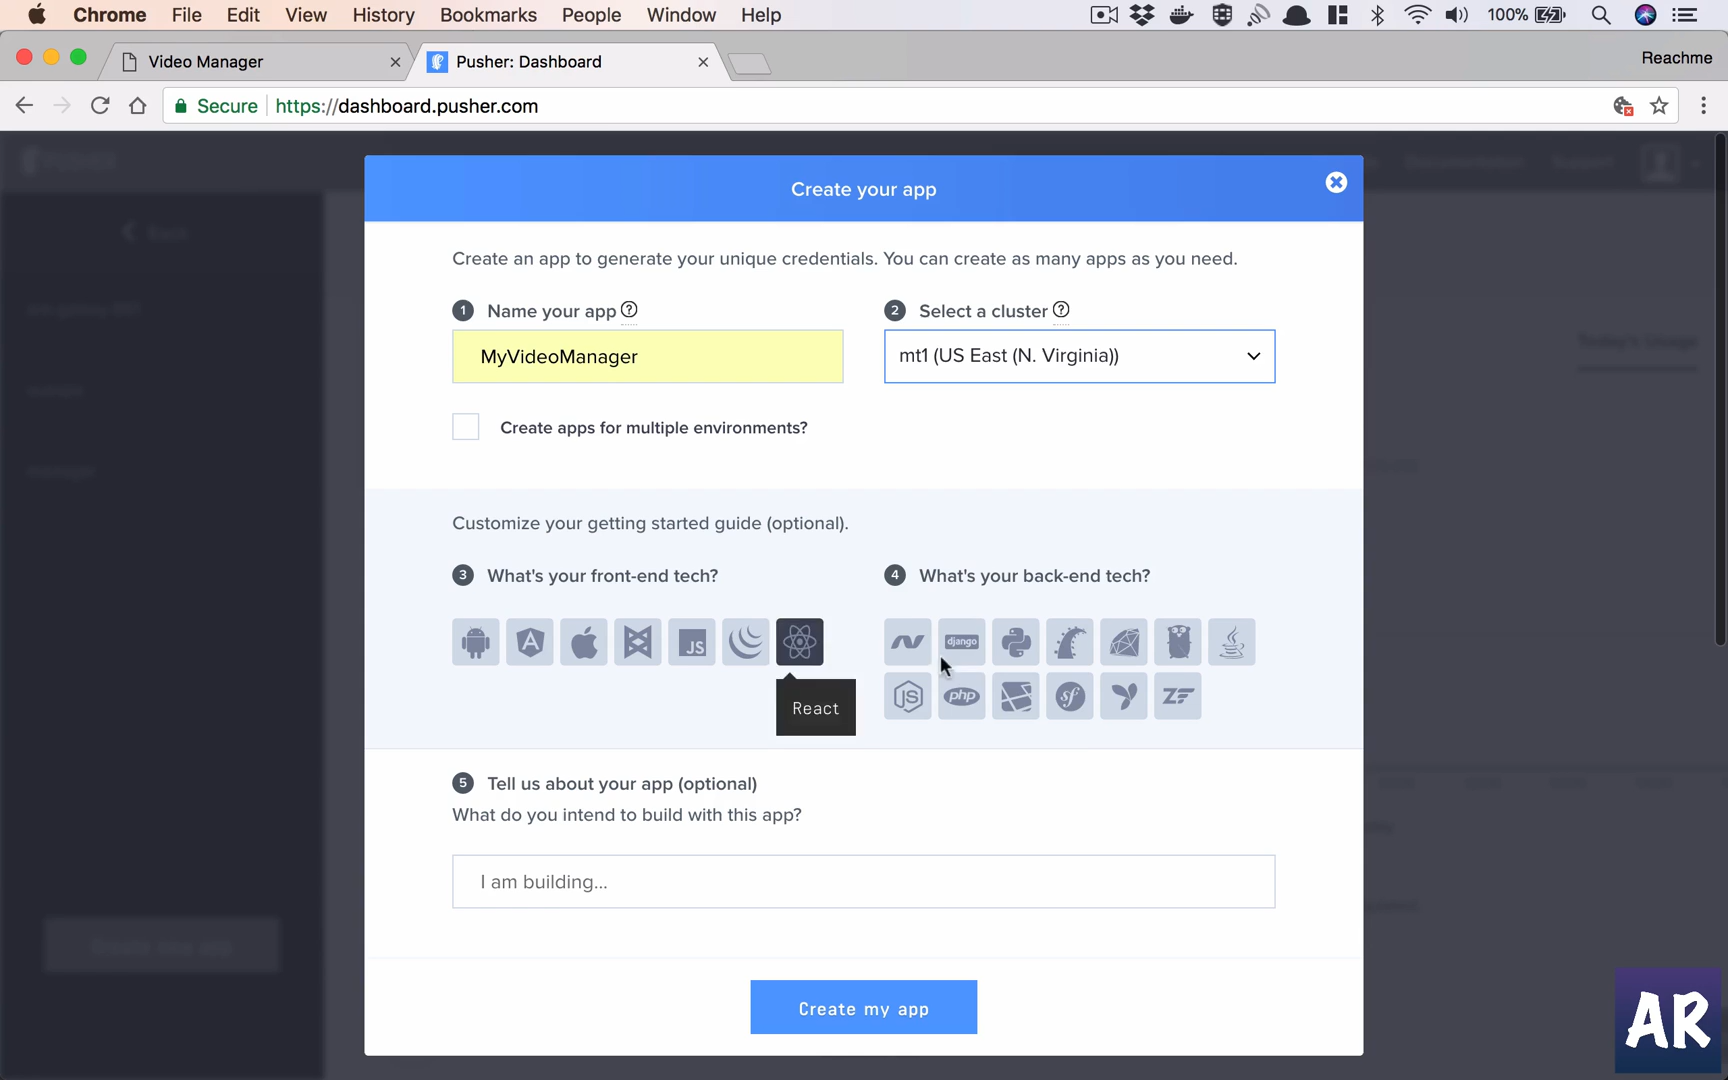 Chrome File Edit View History Bookmarks People Window Help 100%
Video Manager Pusher: Dashboard Reachme
Secure https://dashboard.pusher.com
Create your app
Create an app to generate your unique credentials. You can create as many apps as you need.
1 Name your app ? 2 Select a cluster ?
MyVideoManager mt1 (US East (N. Virginia))
Create apps for multiple environments?
Customize your getting started guide (optional).
3 What's your front-end tech? 4 What's your back-end tech?
JS django
JS php sf ZF
React
5 Tell us about your app (optional)
What do you intend to build with this app?
I am building...
Create my app
AR